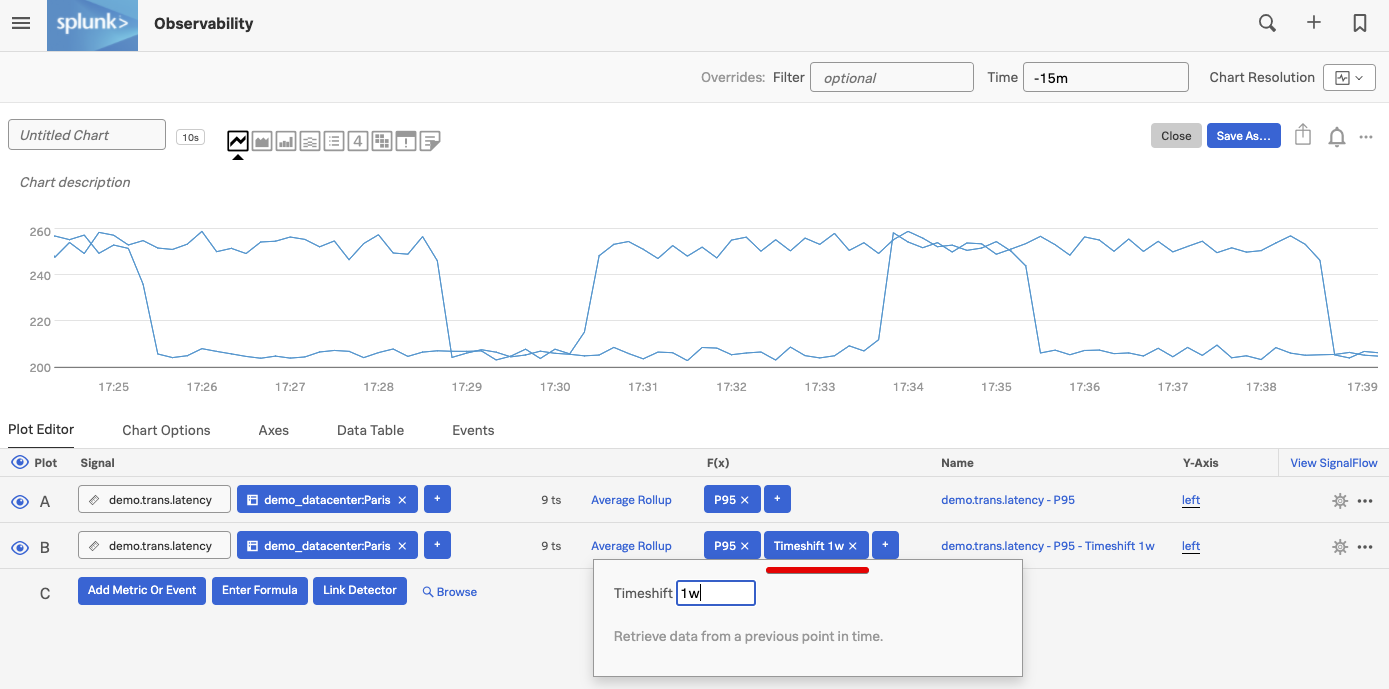 splunk> Observability
Overrides: Filter optional Time -15m Chart Resolution
Untitled Chart 10s 4 Close Save As...
Chart description
260
240
220
200
17:25 17:26 17:27 17:28 17:29 17:30 17:31 17:32 17:33 17:34 17:35 17:36 17:37 17:38 17:39
Plot Editor Chart Options Axes Data Table Events
Plot Signal F(x) Name Y-Axis View SignalFlow
A demo.trans.latency demo_datacenter:Paris × + 9 ts Average Rollup P95 × + demo.trans.latency - P95 left
B demo.trans.latency demo_datacenter:Paris × + 9 ts Average Rollup P95 × Timeshift 1w × + demo.trans.latency - P95 - Timeshift 1w left
C Add Metric Or Event Enter Formula Link Detector Browse
Timeshift 1w
Retrieve data from a previous point in time.